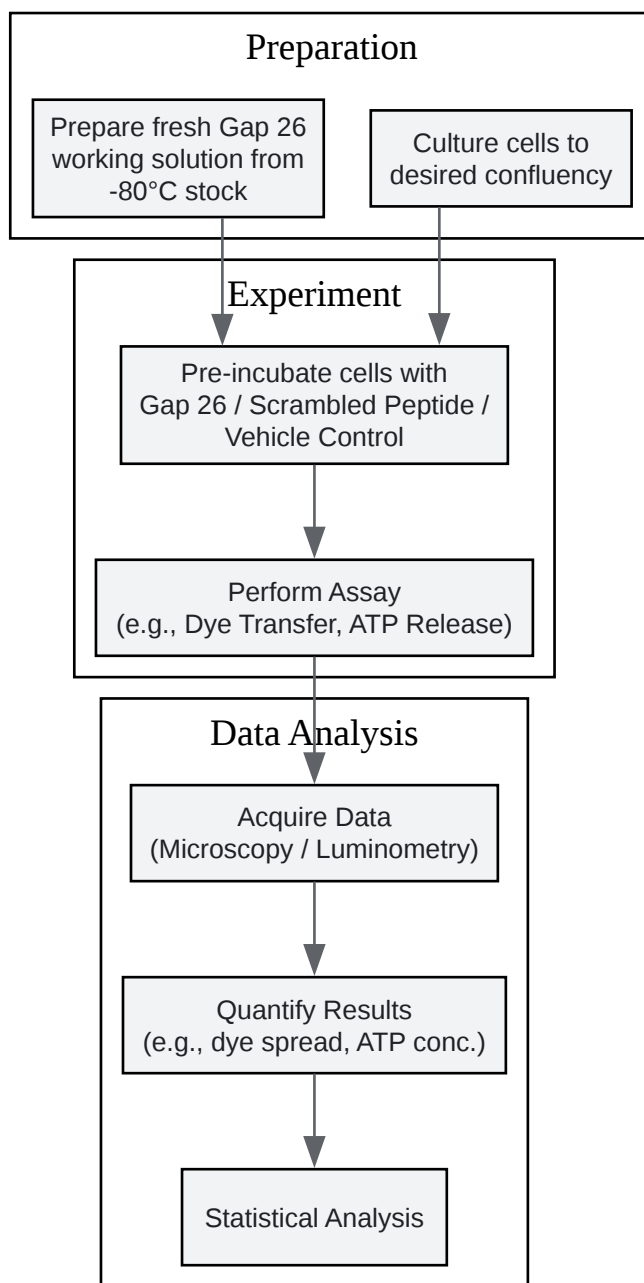 Preparation
Prepare fresh Gap 26
working solution from
-80°C stock
Culture cells to
desired confluency
Experiment
Pre-incubate cells with
Gap 26 / Scrambled Peptide /
Vehicle Control
Perform Assay
(e.g., Dye Transfer, ATP Release)
Data Analysis
Acquire Data
(Microscopy / Luminometry)
Quantify Results
(e.g., dye spread, ATP conc.)
Statistical Analysis